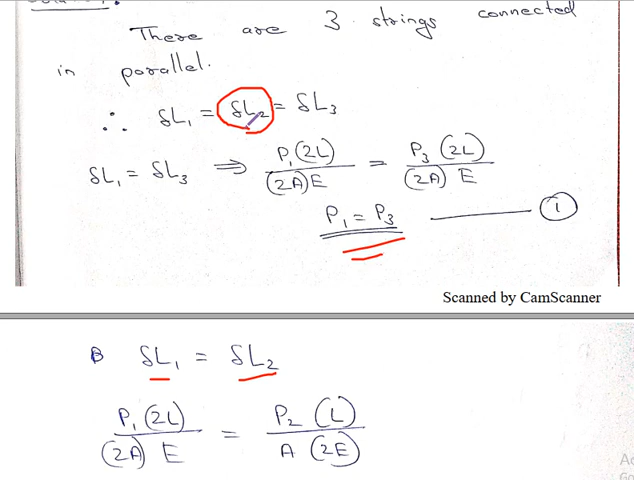 There are 3 strings connected
in parallel.
∴ δL₁ = δL₂ = δL₃
δL₁ = δL₃ ⇒ P₁(2L)/(2A)E = P₃(2L)/(2A)E
P₁ = P₃ ——— ①
Scanned by CamScanner
B δL₁ = δL₂
P₁(2L)/(2A)E = P₂(L)/A(2E)